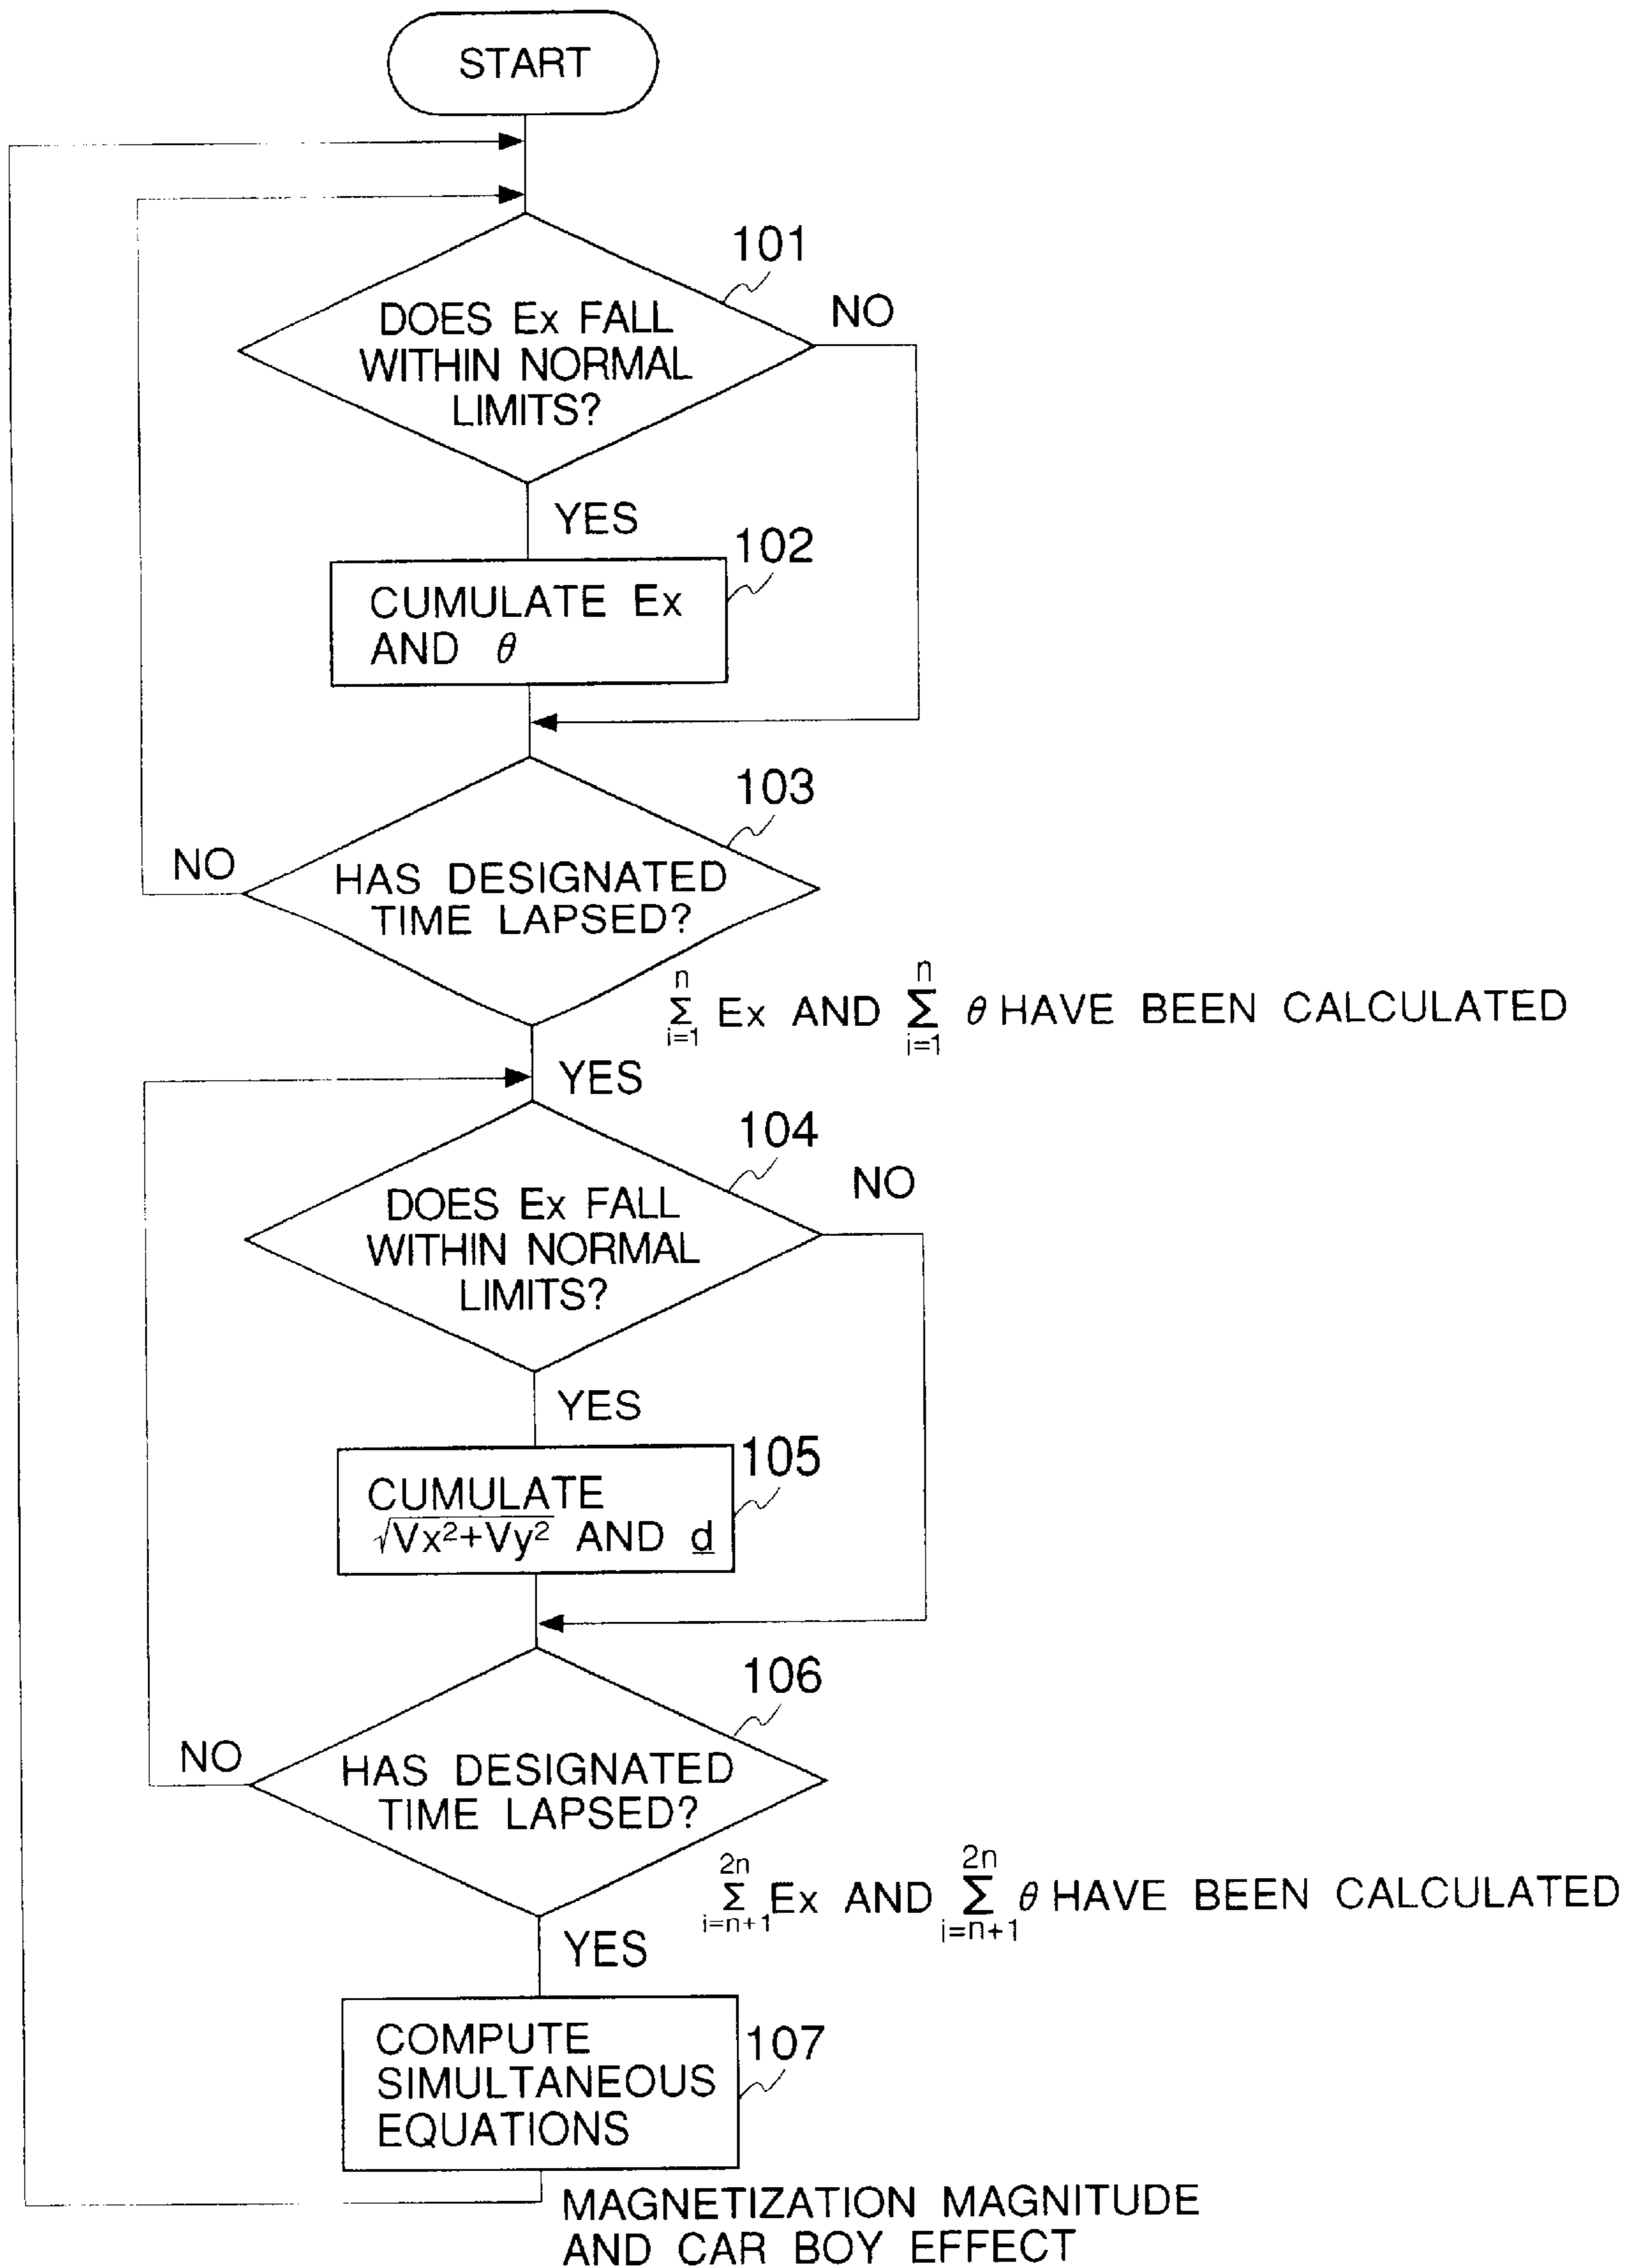 START
101
DOES Ex FALL
WITHIN NORMAL
LIMITS?
NO
YES
102
CUMULATE Ex
AND θ
103
NO
HAS DESIGNATED
TIME LAPSED?
n Σ i=1 Ex AND n Σ i=1 θ HAVE BEEN CALCULATED
YES
104
NO
DOES Ex FALL
WITHIN NORMAL
LIMITS?
YES
105
CUMULATE
√Vx²+Vy² AND d
106
NO
HAS DESIGNATED
TIME LAPSED?
2n Σ i=n+1 Ex AND 2n Σ i=n+1 θ HAVE BEEN CALCULATED
YES
107
COMPUTE
SIMULTANEOUS
EQUATIONS
MAGNETIZATION MAGNITUDE
AND CAR BOY EFFECT